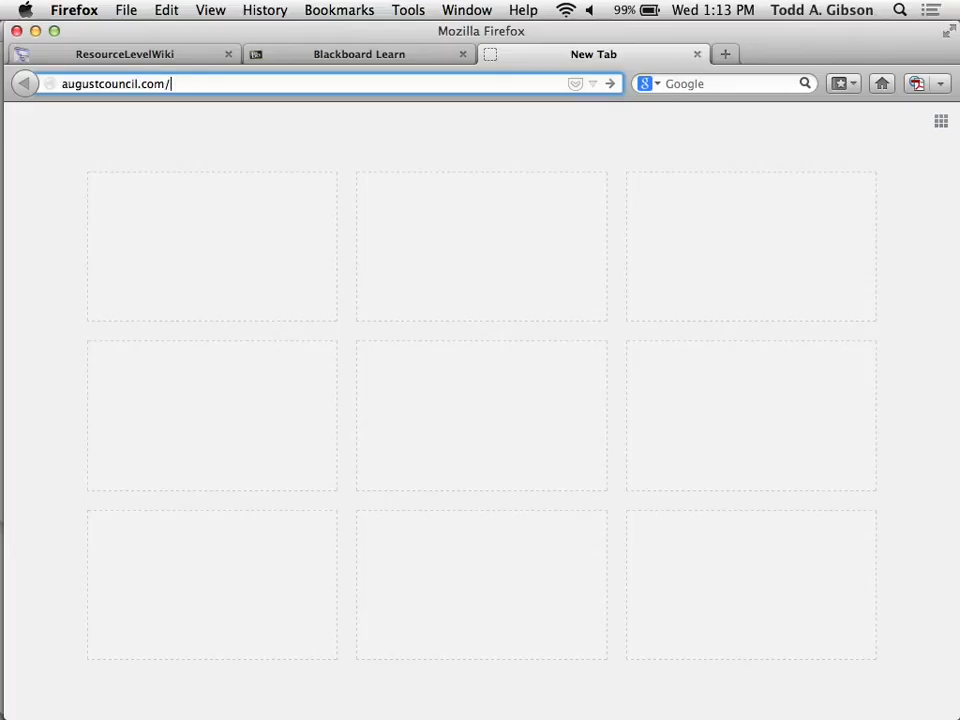 Firefox File Edit View History Bookmarks Tools Window Help 99% Wed 1:13 PM Todd A. Gibson
Mozilla Firefox
ResourceLevelWiki Blackboard Learn New Tab
augustcouncil.com/ Google